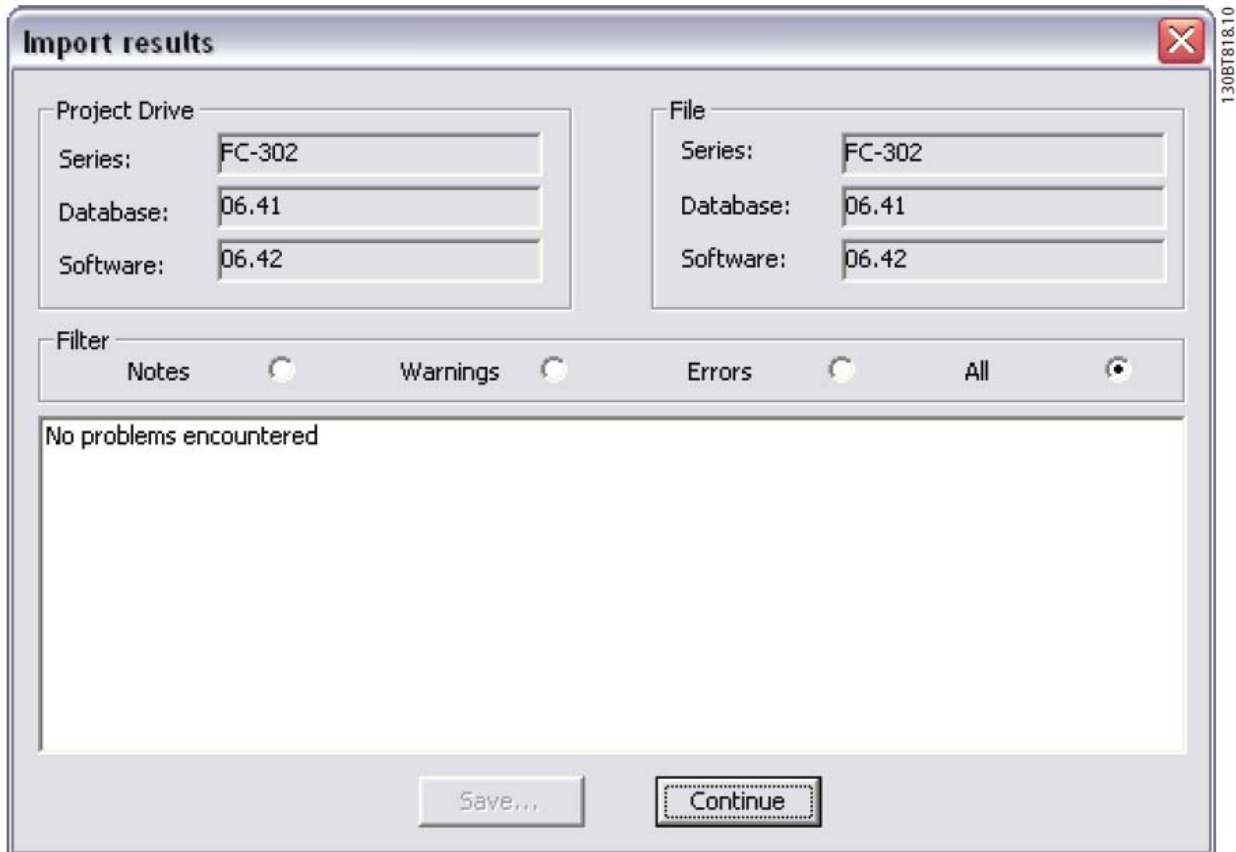 Import results
130BT818.10
Project Drive
Series: FC-302
Database: 06.41
Software: 06.42
File
Series: FC-302
Database: 06.41
Software: 06.42
Filter
Notes Warnings Errors All
No problems encountered
Save... Continue